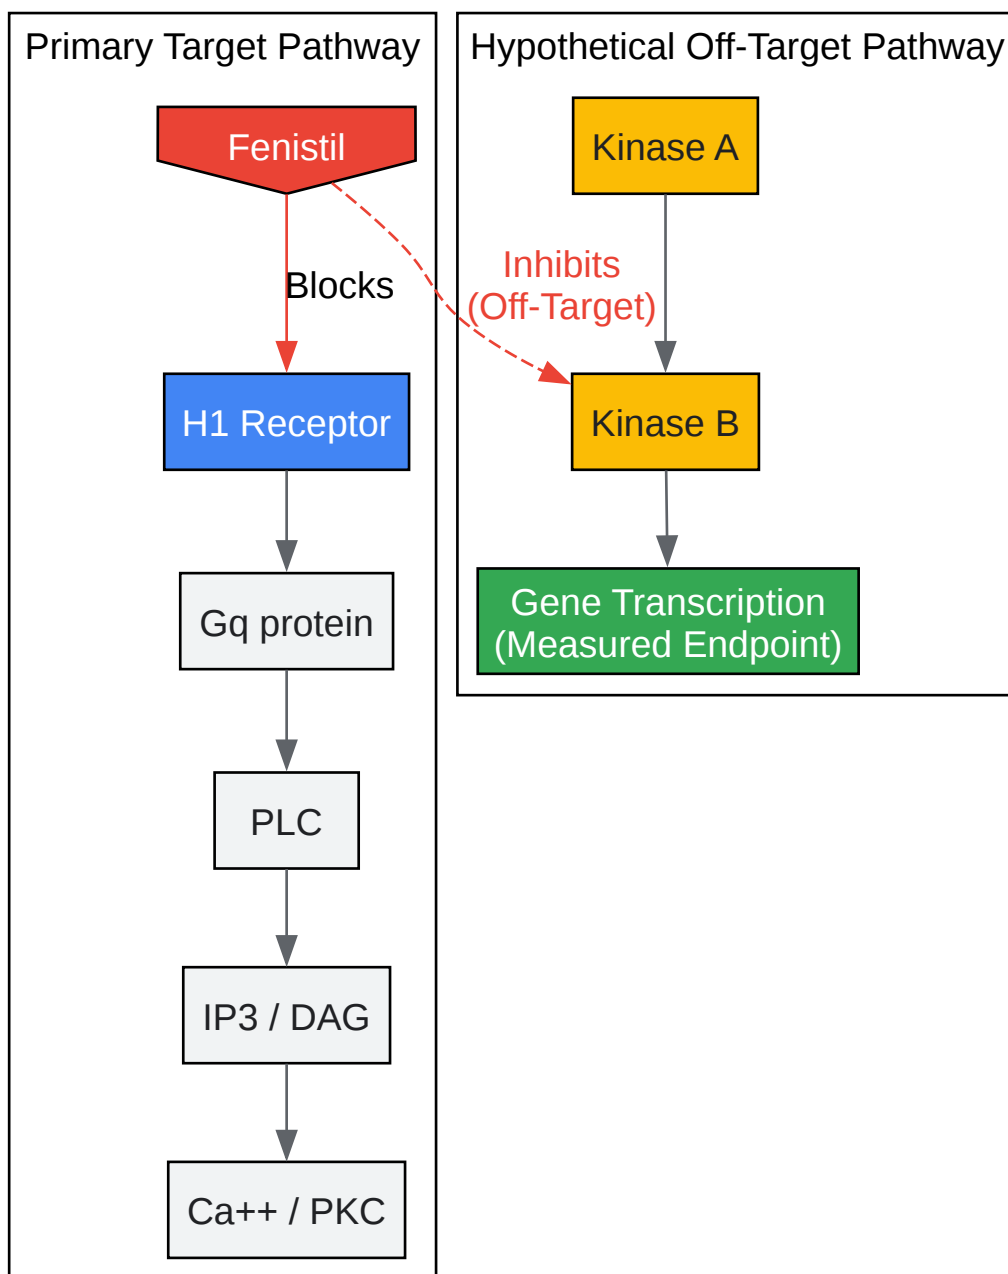 Primary Target Pathway
Fenistil
Blocks
H1 Receptor
Gq protein
PLC
IP3 / DAG
Ca++ / PKC
Hypothetical Off-Target Pathway
Kinase A
Inhibits
(Off-Target)
Kinase B
Gene Transcription
(Measured Endpoint)